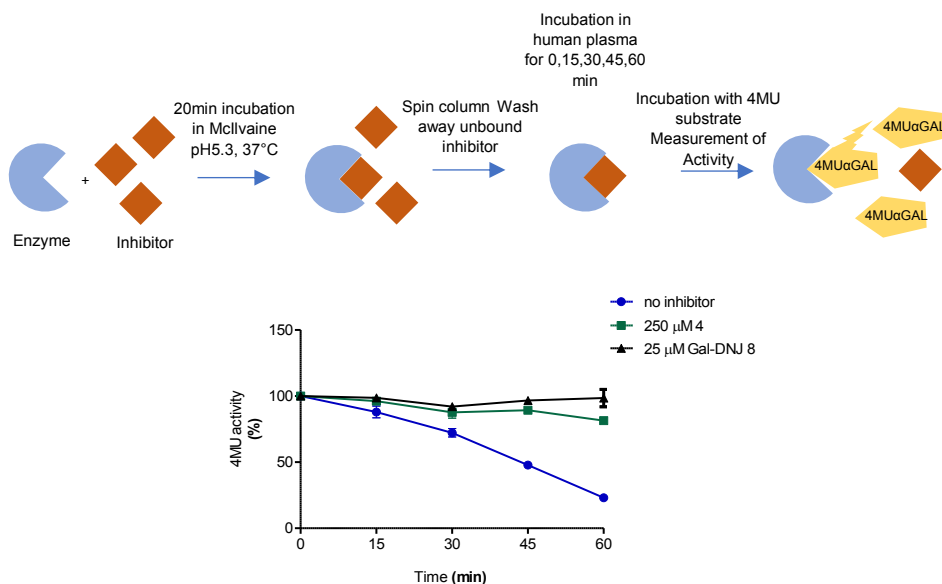 Incubation in
human plasma
for 0,15,30,45,60
min
20min incubation
in McIlvaine
pH5.3, 37°C
Spin column Wash
away unbound
inhibitor
Incubation with 4MU
substrate
Measurement of
Activity
4MUαGAL
4MUαGAL
4MUαGAL
+
Enzyme
Inhibitor
no inhibitor
250 μM 4
25 μM Gal-DNJ 8
150
100
50
0
4MU activity
(%)
0 15 30 45 60
Time (min)